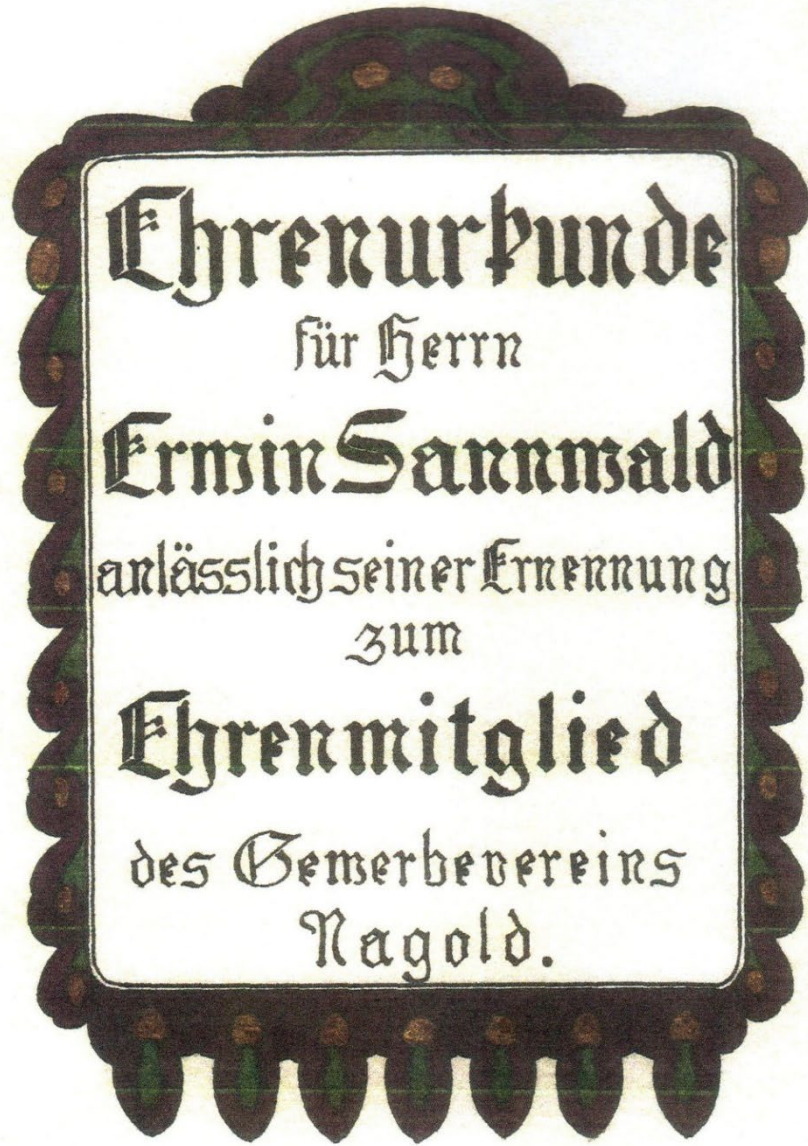 Ehrenurkunde
für Herrn
Erwin Sannwald
anlässlich seiner Ernennung
zum
Ehrenmitglied
des Gewerbevereins
Nagold.